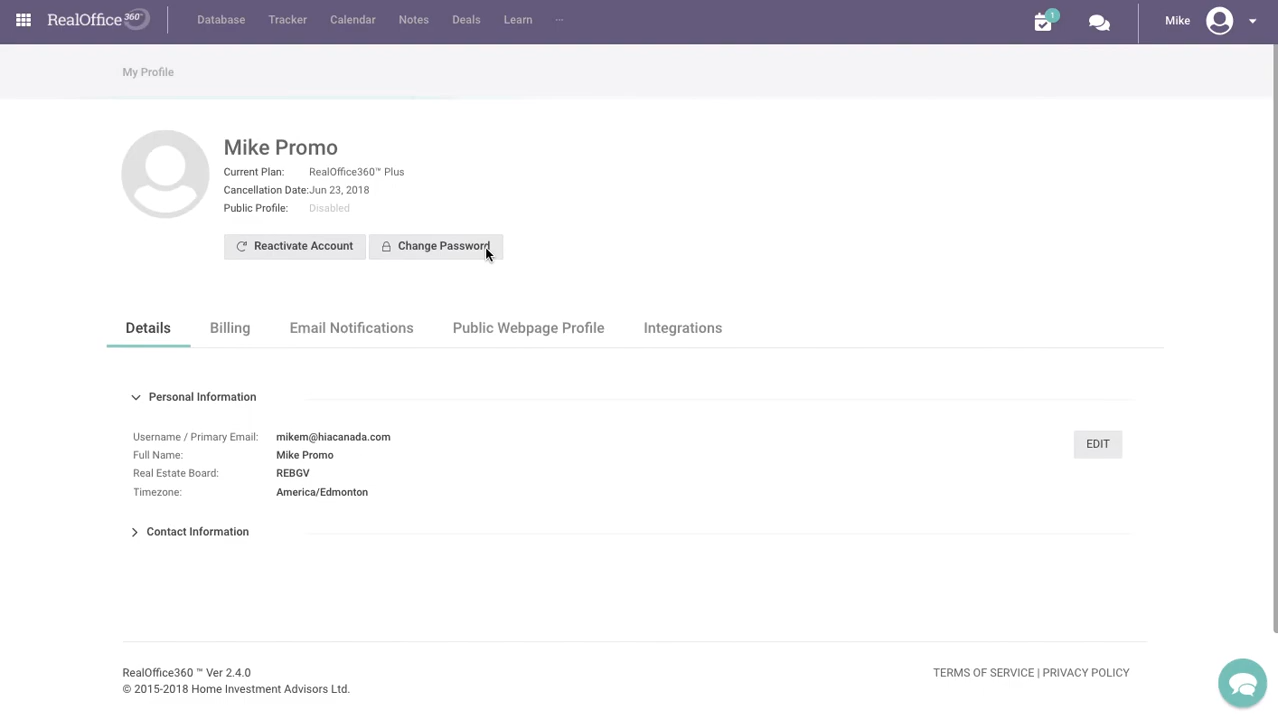 RealOffice360™ Database Tracker Calendar Notes Deals Learn ··· 1 Mike
My Profile
Mike Promo
Current Plan: RealOffice360™ Plus
Cancellation Date:Jun 23, 2018
Public Profile: Disabled
Reactivate Account Change Password
Details Billing Email Notifications Public Webpage Profile Integrations
Personal Information
Username / Primary Email: mikem@hiacanada.com
EDIT
Full Name: Mike Promo
Real Estate Board: REBGV
Timezone: America/Edmonton
Contact Information
RealOffice360 ™ Ver 2.4.0 TERMS OF SERVICE | PRIVACY POLICY
© 2015-2018 Home Investment Advisors Ltd.